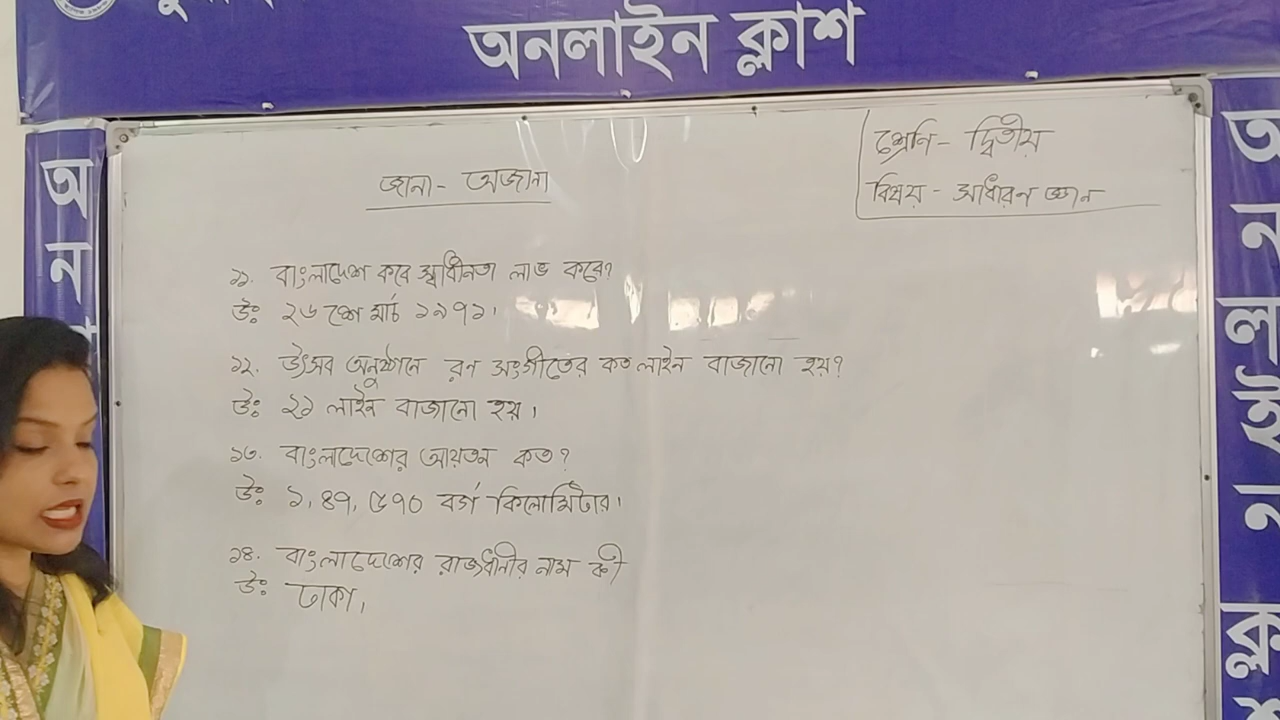 অনলাইন ক্লাশ
শ্রেণি - দ্বিতীয়
বিষয় - সাধারন জ্ঞান
জানা - অজানা
১১. বাংলাদেশ কবে স্বাধীনতা লাভ করে?
উঃ ২৬ শে মার্চ ১৯৭১।
১২. উৎসব অনুষ্ঠানে রণ সংগীতের কত লাইন বাজানো হয়?
উঃ ২১ লাইন বাজানো হয়।
১৩. বাংলাদেশের আয়তন কত?
উঃ ১,৪৭,৫৭০ বর্গ কিলোমিটার।
১৪. বাংলাদেশের রাজধানীর নাম কী
উঃ ঢাকা।
অ
ন
অ
ন
লা
ই
ন
ক্লা